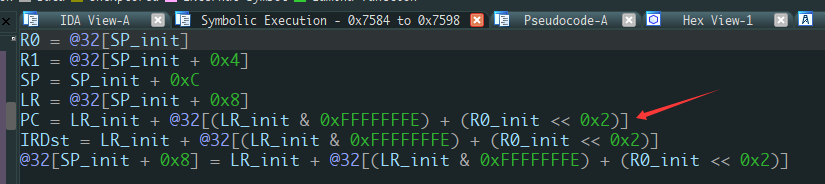 IDA View-A Symbolic Execution - 0x7584 to 0x7598 Pseudocode-A Hex View-1
R0 = @32[SP_init]
R1 = @32[SP_init + 0x4]
SP = SP_init + 0xC
LR = @32[SP_init + 0x8]
PC = LR_init + @32[(LR_init & 0xFFFFFFFE) + (R0_init << 0x2)]
IRDst = LR_init + @32[(LR_init & 0xFFFFFFFE) + (R0_init << 0x2)]
@32[SP_init + 0x8] = LR_init + @32[(LR_init & 0xFFFFFFFE) + (R0_init << 0x2)]